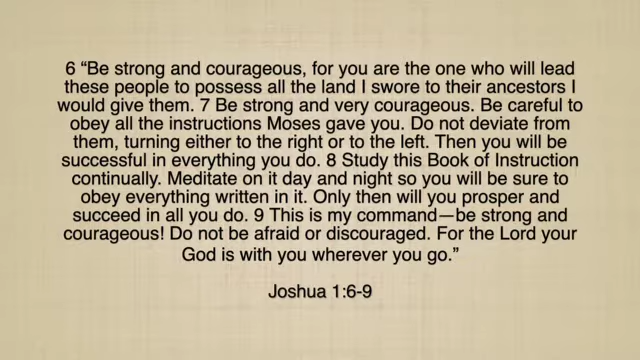 6 “Be strong and courageous, for you are the one who will lead
these people to possess all the land I swore to their ancestors I
would give them. 7 Be strong and very courageous. Be careful to
obey all the instructions Moses gave you. Do not deviate from
them, turning either to the right or to the left. Then you will be
successful in everything you do. 8 Study this Book of Instruction
continually. Meditate on it day and night so you will be sure to
obey everything written in it. Only then will you prosper and
succeed in all you do. 9 This is my command—be strong and
courageous! Do not be afraid or discouraged. For the Lord your
God is with you wherever you go.”
Joshua 1:6-9